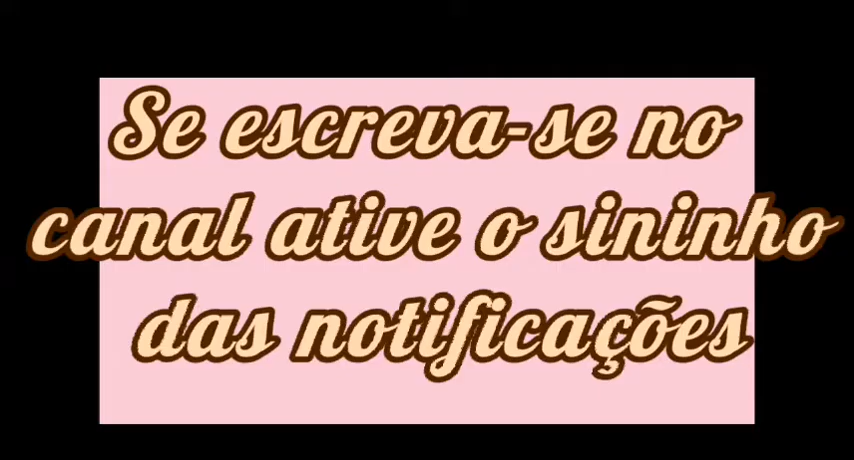 Se escreva-se no
canal ative o sininho
das notificações